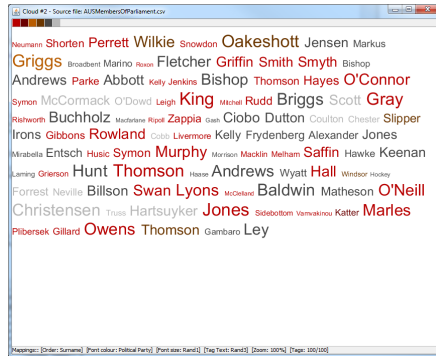 Cloud #2 - Source file: AUSMembersOfParliament.csv
Neumann Shorten Perrett Wilkie Snowdon Oakeshott Jensen Markus
Griggs Broadbent Marino Roxon Fletcher Griffin Smith Smyth Bishop
Andrews Parke Abbott Kelly Jenkins Bishop Thomson Hayes O'Connor
Symon McCormack O'Dowd Leigh King Mitchell Rudd Briggs Scott Gray
Rishworth Buchholz Macfarlane Ripoll Zappia Gash Ciobo Dutton Coulton Chester Slipper
Irons Gibbons Rowland Cobb Livermore Kelly Frydenberg Alexander Jones
Mirabella Entsch Husic Symon Murphy Morrison Macklin Melham Saffin Hawke Keenan
Laming Grierson Hunt Thomson Haase Andrews Wyatt Hall Windsor Hockey
Forrest Neville Billson Swan Lyons McClelland Baldwin Matheson O'Neill
Christensen Truss Hartsuyker Jones Sidebottom Vamvakinou Katter Marles
Plibersek Gillard Owens Thomson Gambaro Ley
Mappings:: [Order: Surname] [Font colour: Political Party] [Font size: Rand1] [Tag Text: Rand3] [Zoom: 100%] [Tags: 100/100]